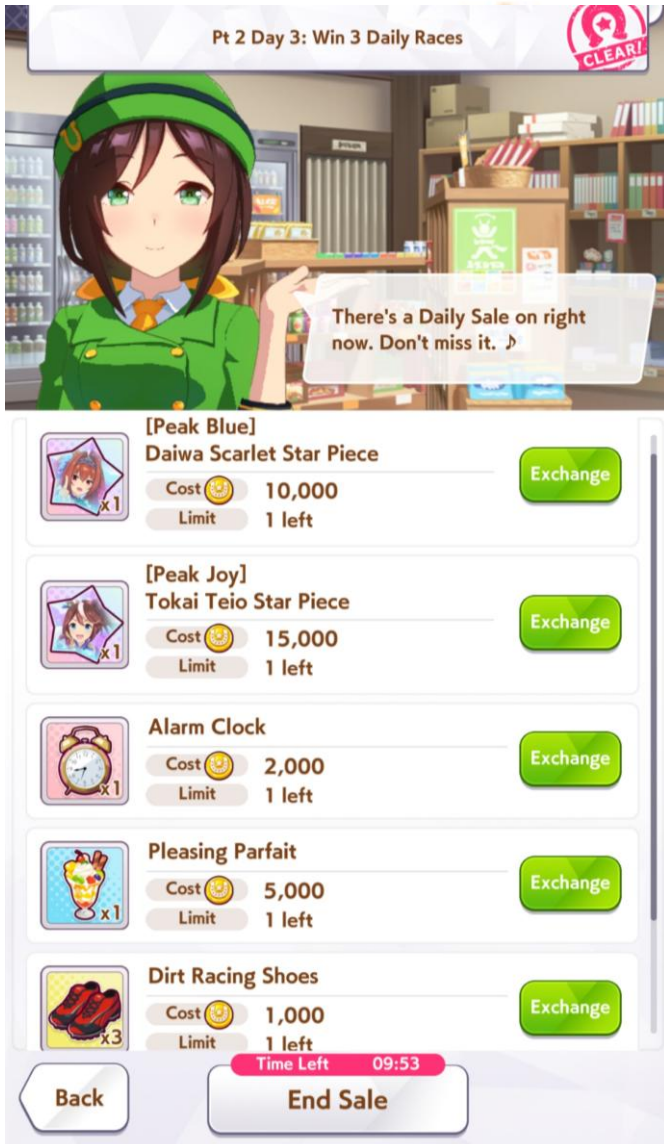 Pt 2 Day 3: Win 3 Daily Races
CLEAR!
There's a Daily Sale on right
now. Don't miss it. ♪
[Peak Blue]
Daiwa Scarlet Star Piece
x1
Cost 10,000
Limit 1 left
Exchange
[Peak Joy]
Tokai Teio Star Piece
x1
Cost 15,000
Limit 1 left
Exchange
Alarm Clock
x1
Cost 2,000
Limit 1 left
Exchange
Pleasing Parfait
x1
Cost 5,000
Limit 1 left
Exchange
Dirt Racing Shoes
x3
Cost 1,000
Limit 1 left
Exchange
Time Left 09:53
Back
End Sale